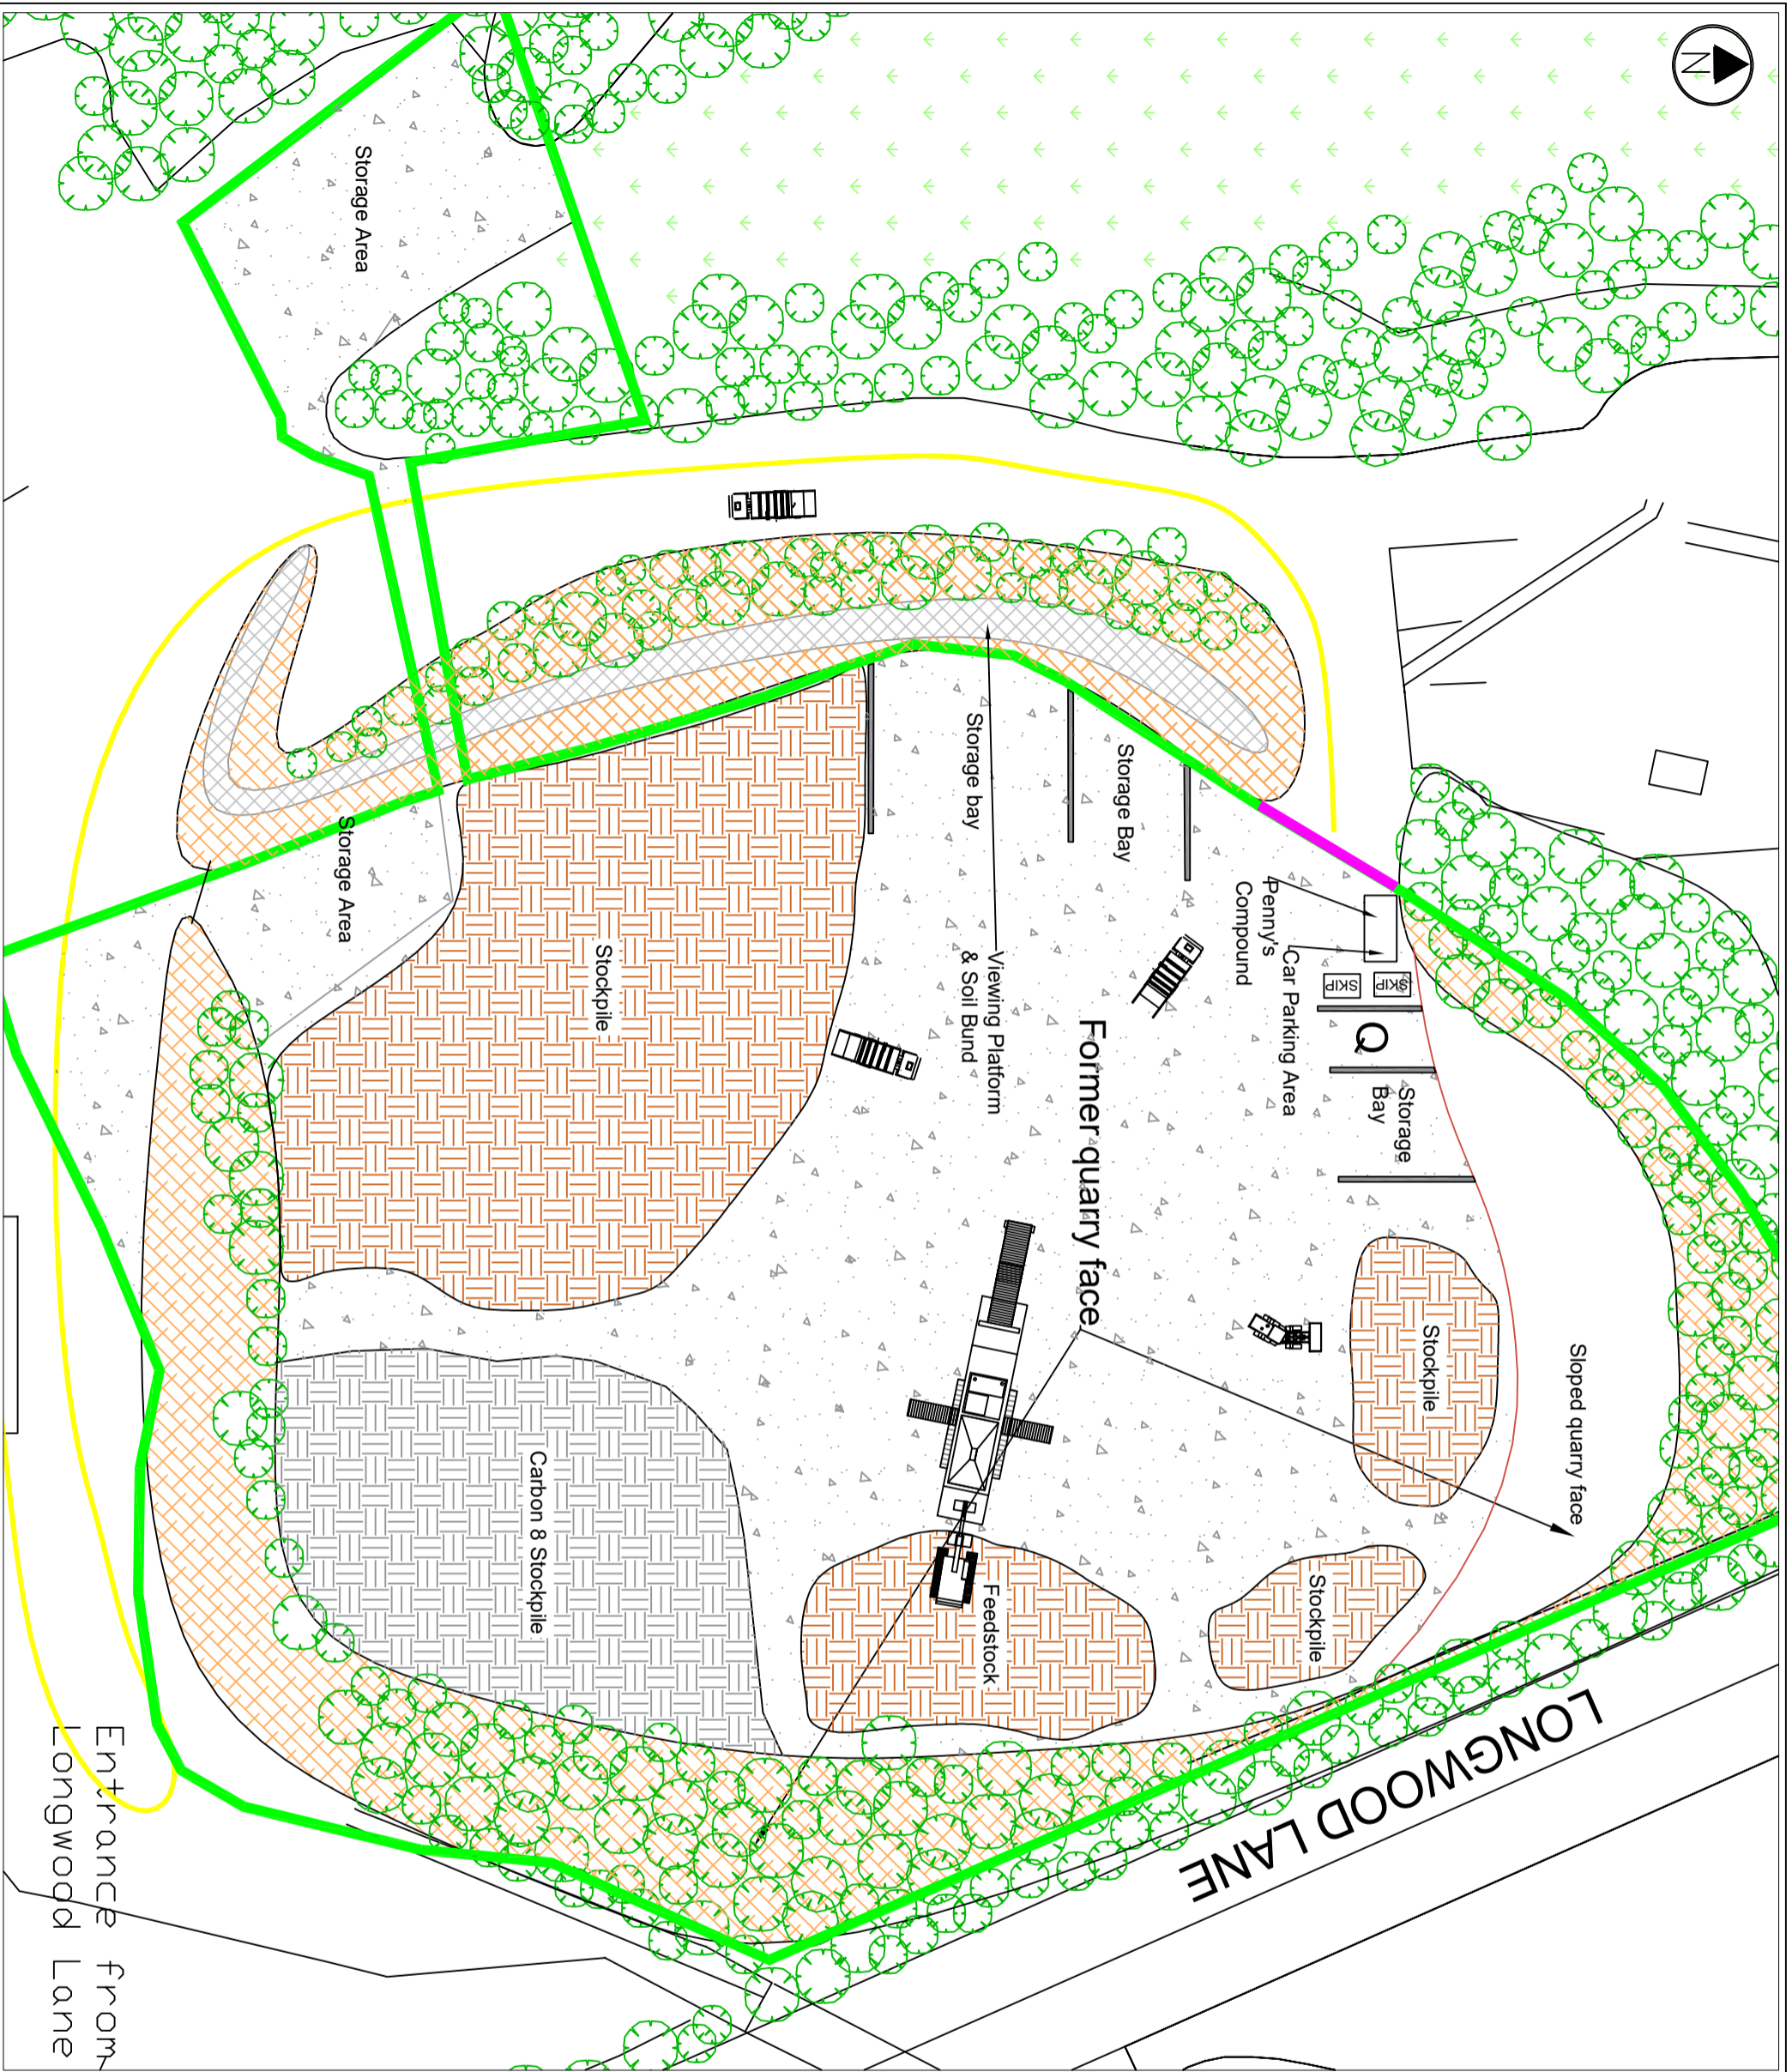 N
Storage Area
Storage bay
Storage Bay
Penny's
Compound
Car Parking Area
SKIP
SKIP
Q
Storage
Bay
Viewing Platform
& Soil Bund
Former quarry face
Storage Area
Stockpile
Stockpile
Sloped quarry face
Carbon 8 Stockpile
Feedstock
Stockpile
LONGWOOD LANE
Entrance from
Longwood Lane